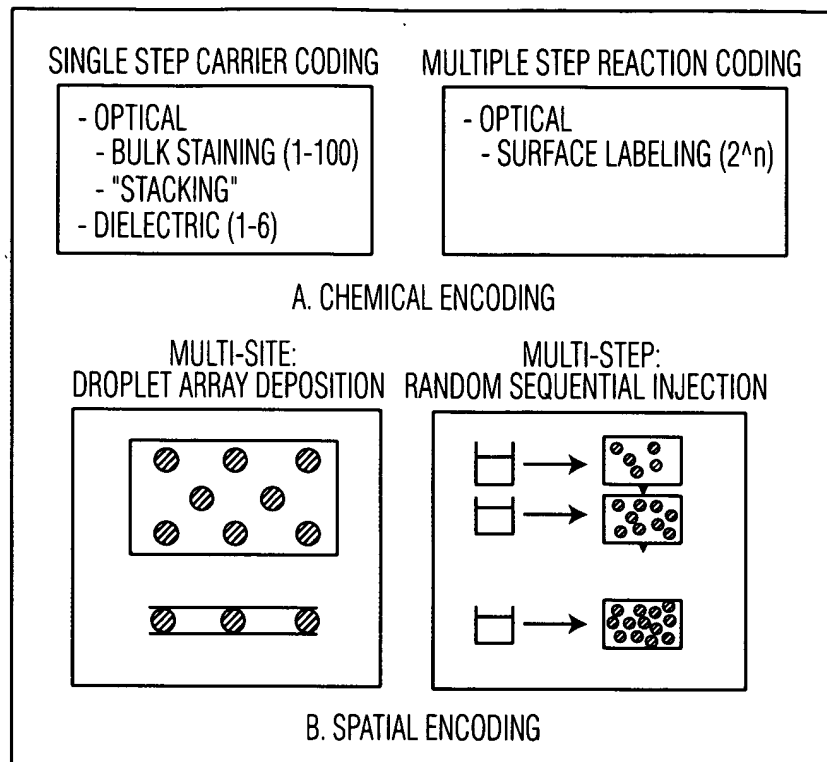 SINGLE STEP CARRIER CODING
- OPTICAL
- BULK STAINING (1-100)
- "STACKING"
- DIELECTRIC (1-6)
MULTIPLE STEP REACTION CODING
- OPTICAL
- SURFACE LABELING (2^n)
A. CHEMICAL ENCODING
MULTI-SITE:
DROPLET ARRAY DEPOSITION
MULTI-STEP:
RANDOM SEQUENTIAL INJECTION
B. SPATIAL ENCODING